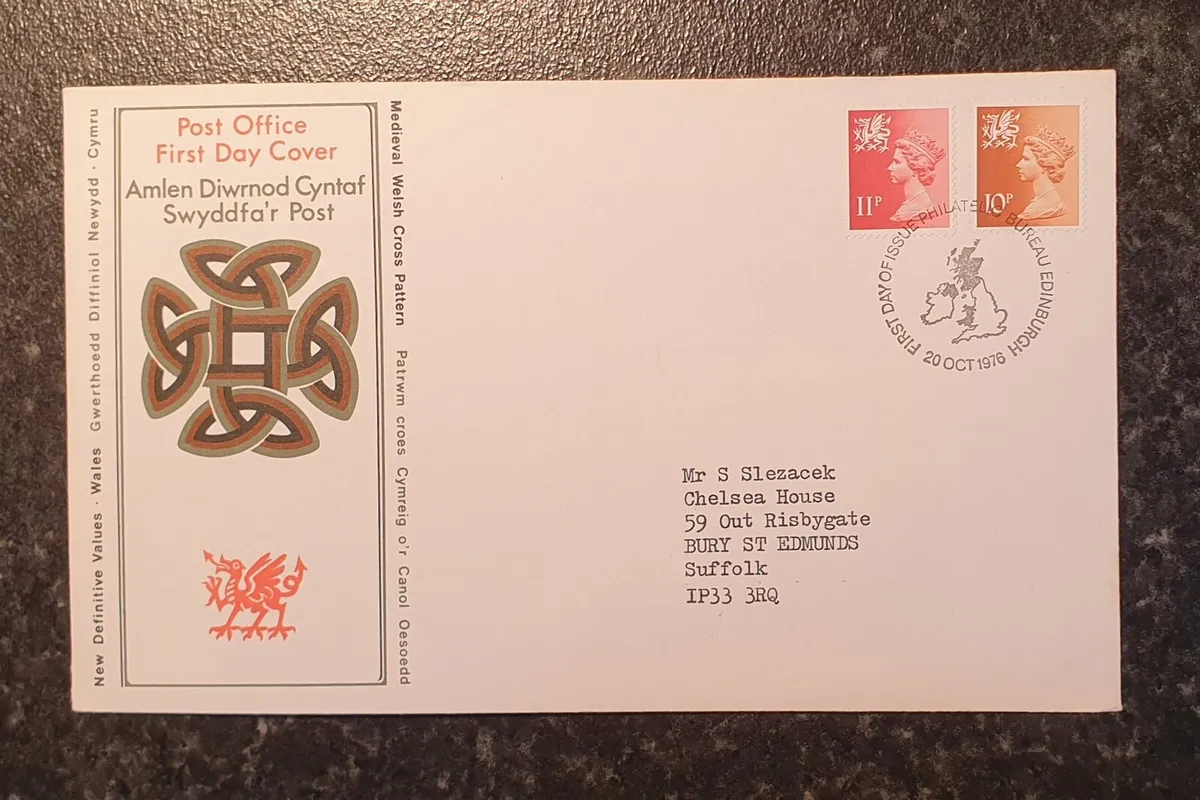 New Definitive Values · Wales Gwerthoedd Diffiniol Newydd · Cymru
Post Office
First Day Cover
Amlen Diwrnod Cyntaf
Swyddfa'r Post
Medieval Welsh Cross Pattern Patrwm croes Cymreig o'r Canol Oesoedd
11P
10P
FIRST DAY OF ISSUE PHILATELIC BUREAU EDINBURGH
20 OCT 1976
Mr S Slezacek
Chelsea House
59 Out Risbygate
BURY ST EDMUNDS
Suffolk
IP33 3RQ